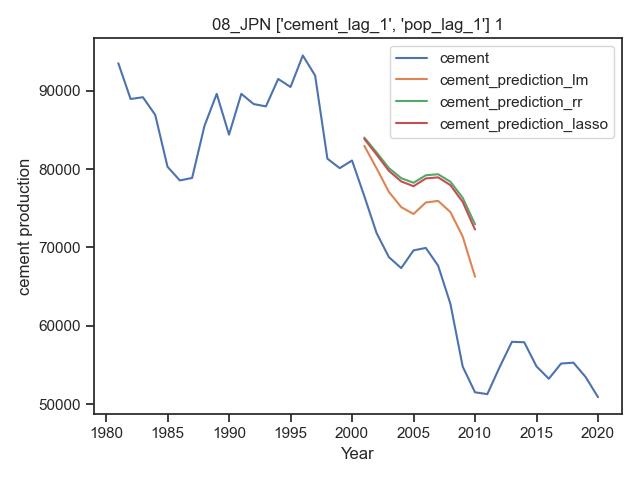 08_JPN ['cement_lag_1', 'pop_lag_1'] 1
cement
cement_prediction_lm
cement_prediction_rr
cement_prediction_lasso
90000
80000
70000
60000
50000
cement production
1980 1985 1990 1995 2000 2005 2010 2015 2020
Year